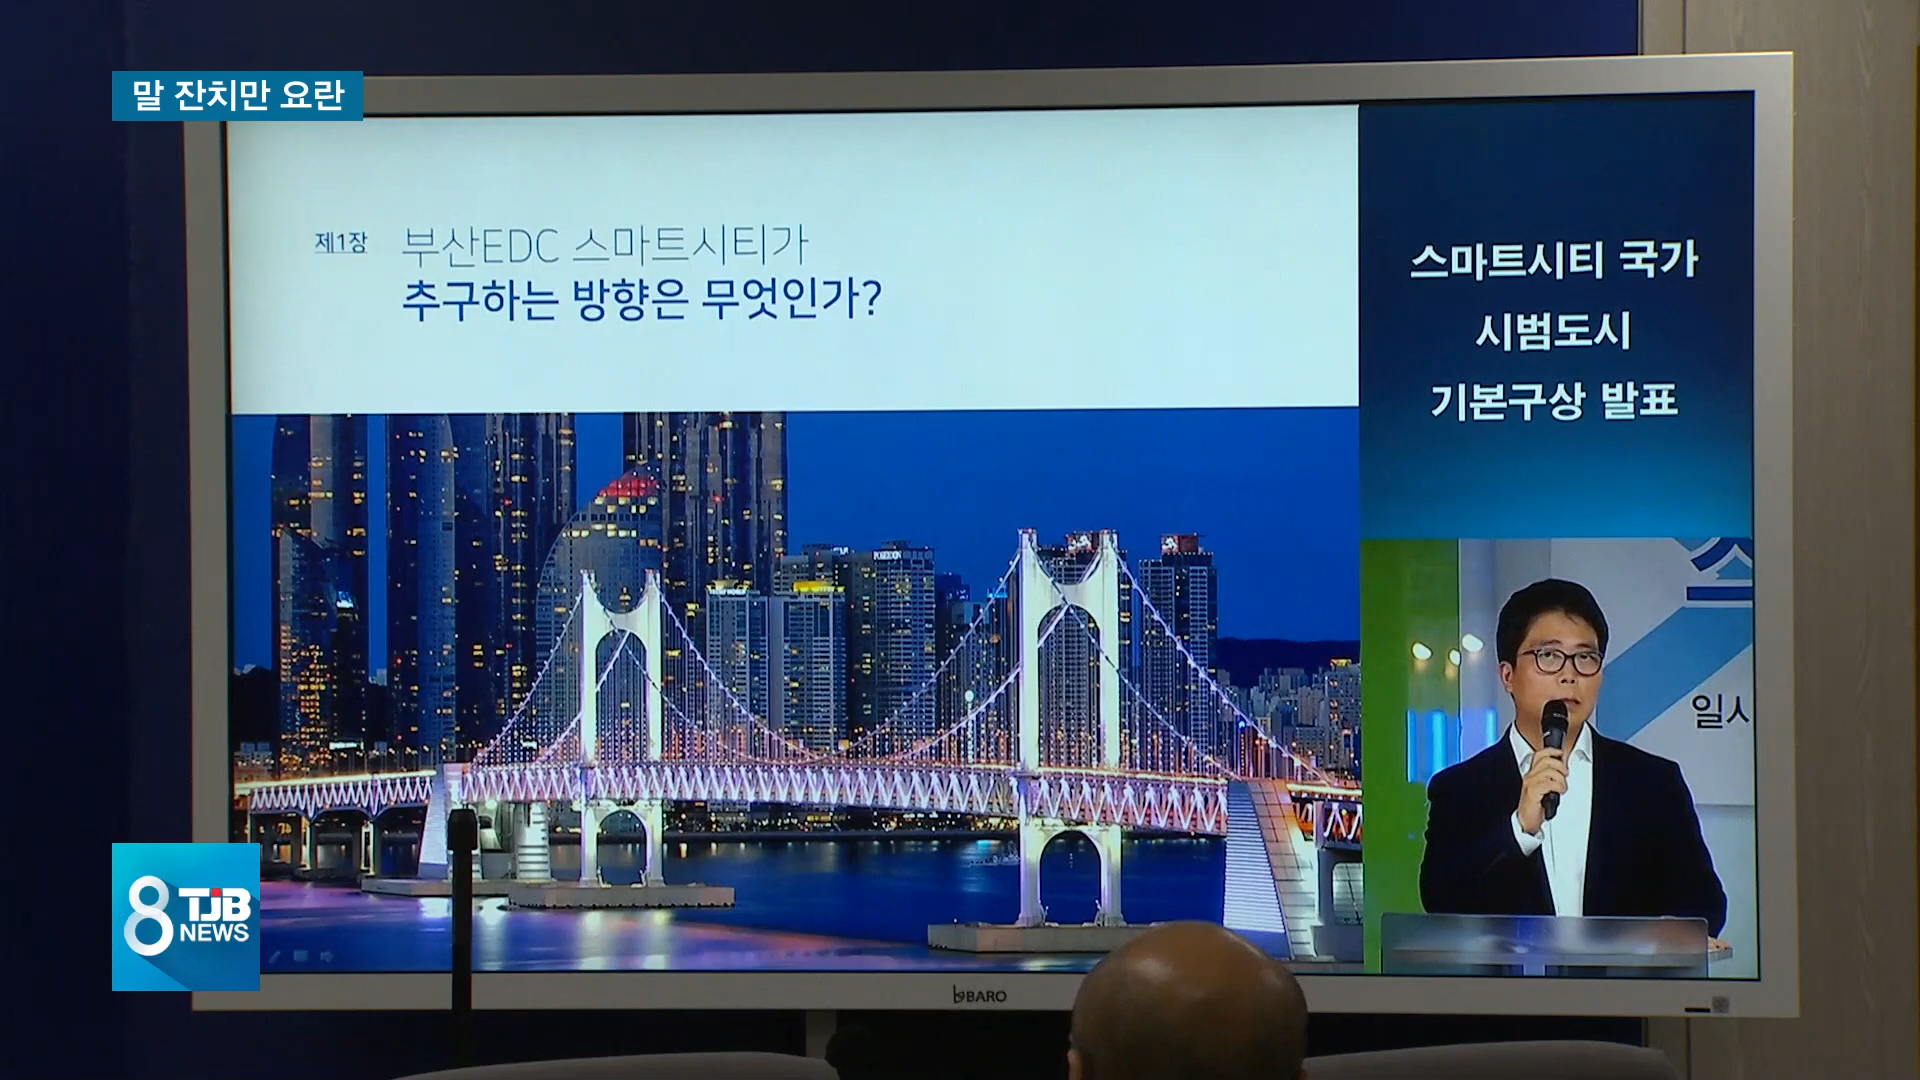 말 잔치만 요란
제1장
부산EDC 스마트시티가
추구하는 방향은 무엇인가?
스마트시티 국가
시범도시
기본구상 발표
일시
8 TJB
NEWS
BARO